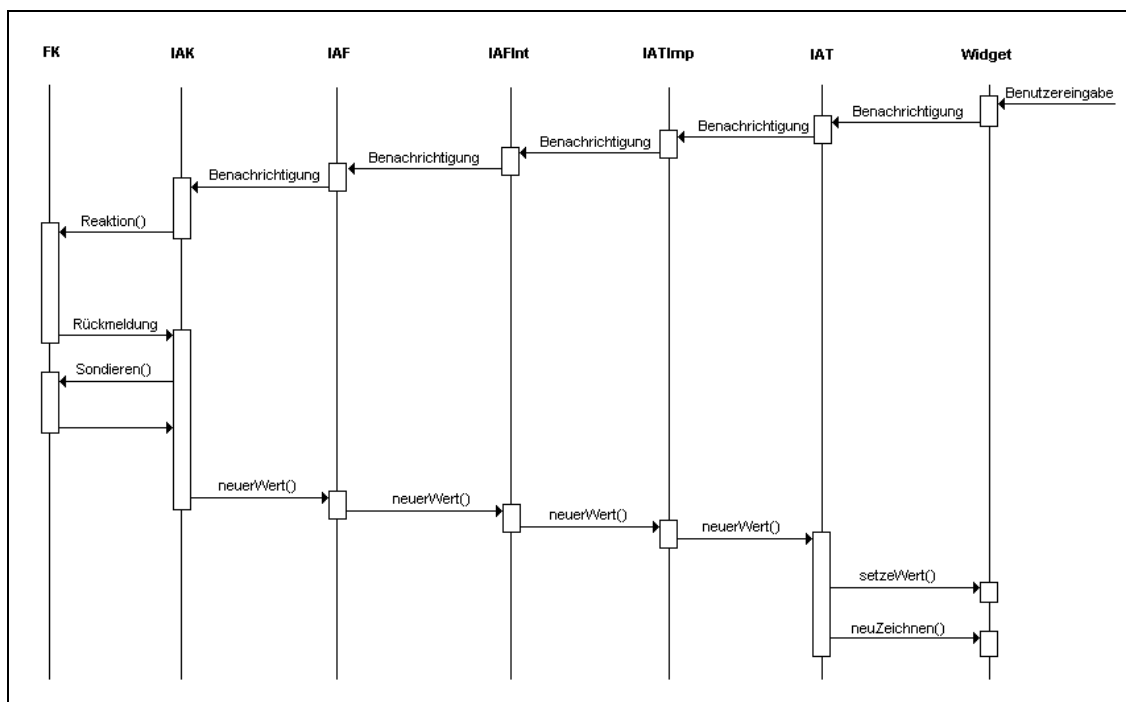 FK
IAK
IAF
IAFInt
IATImp
IAT
Widget
Benutzereingabe
Benachrichtigung
Benachrichtigung
Benachrichtigung
Benachrichtigung
Benachrichtigung
Reaktion()
Rückmeldung
Sondieren()
neuerWert()
neuerWert()
neuerWert()
neuerWert()
setzeWert()
neuZeichnen()